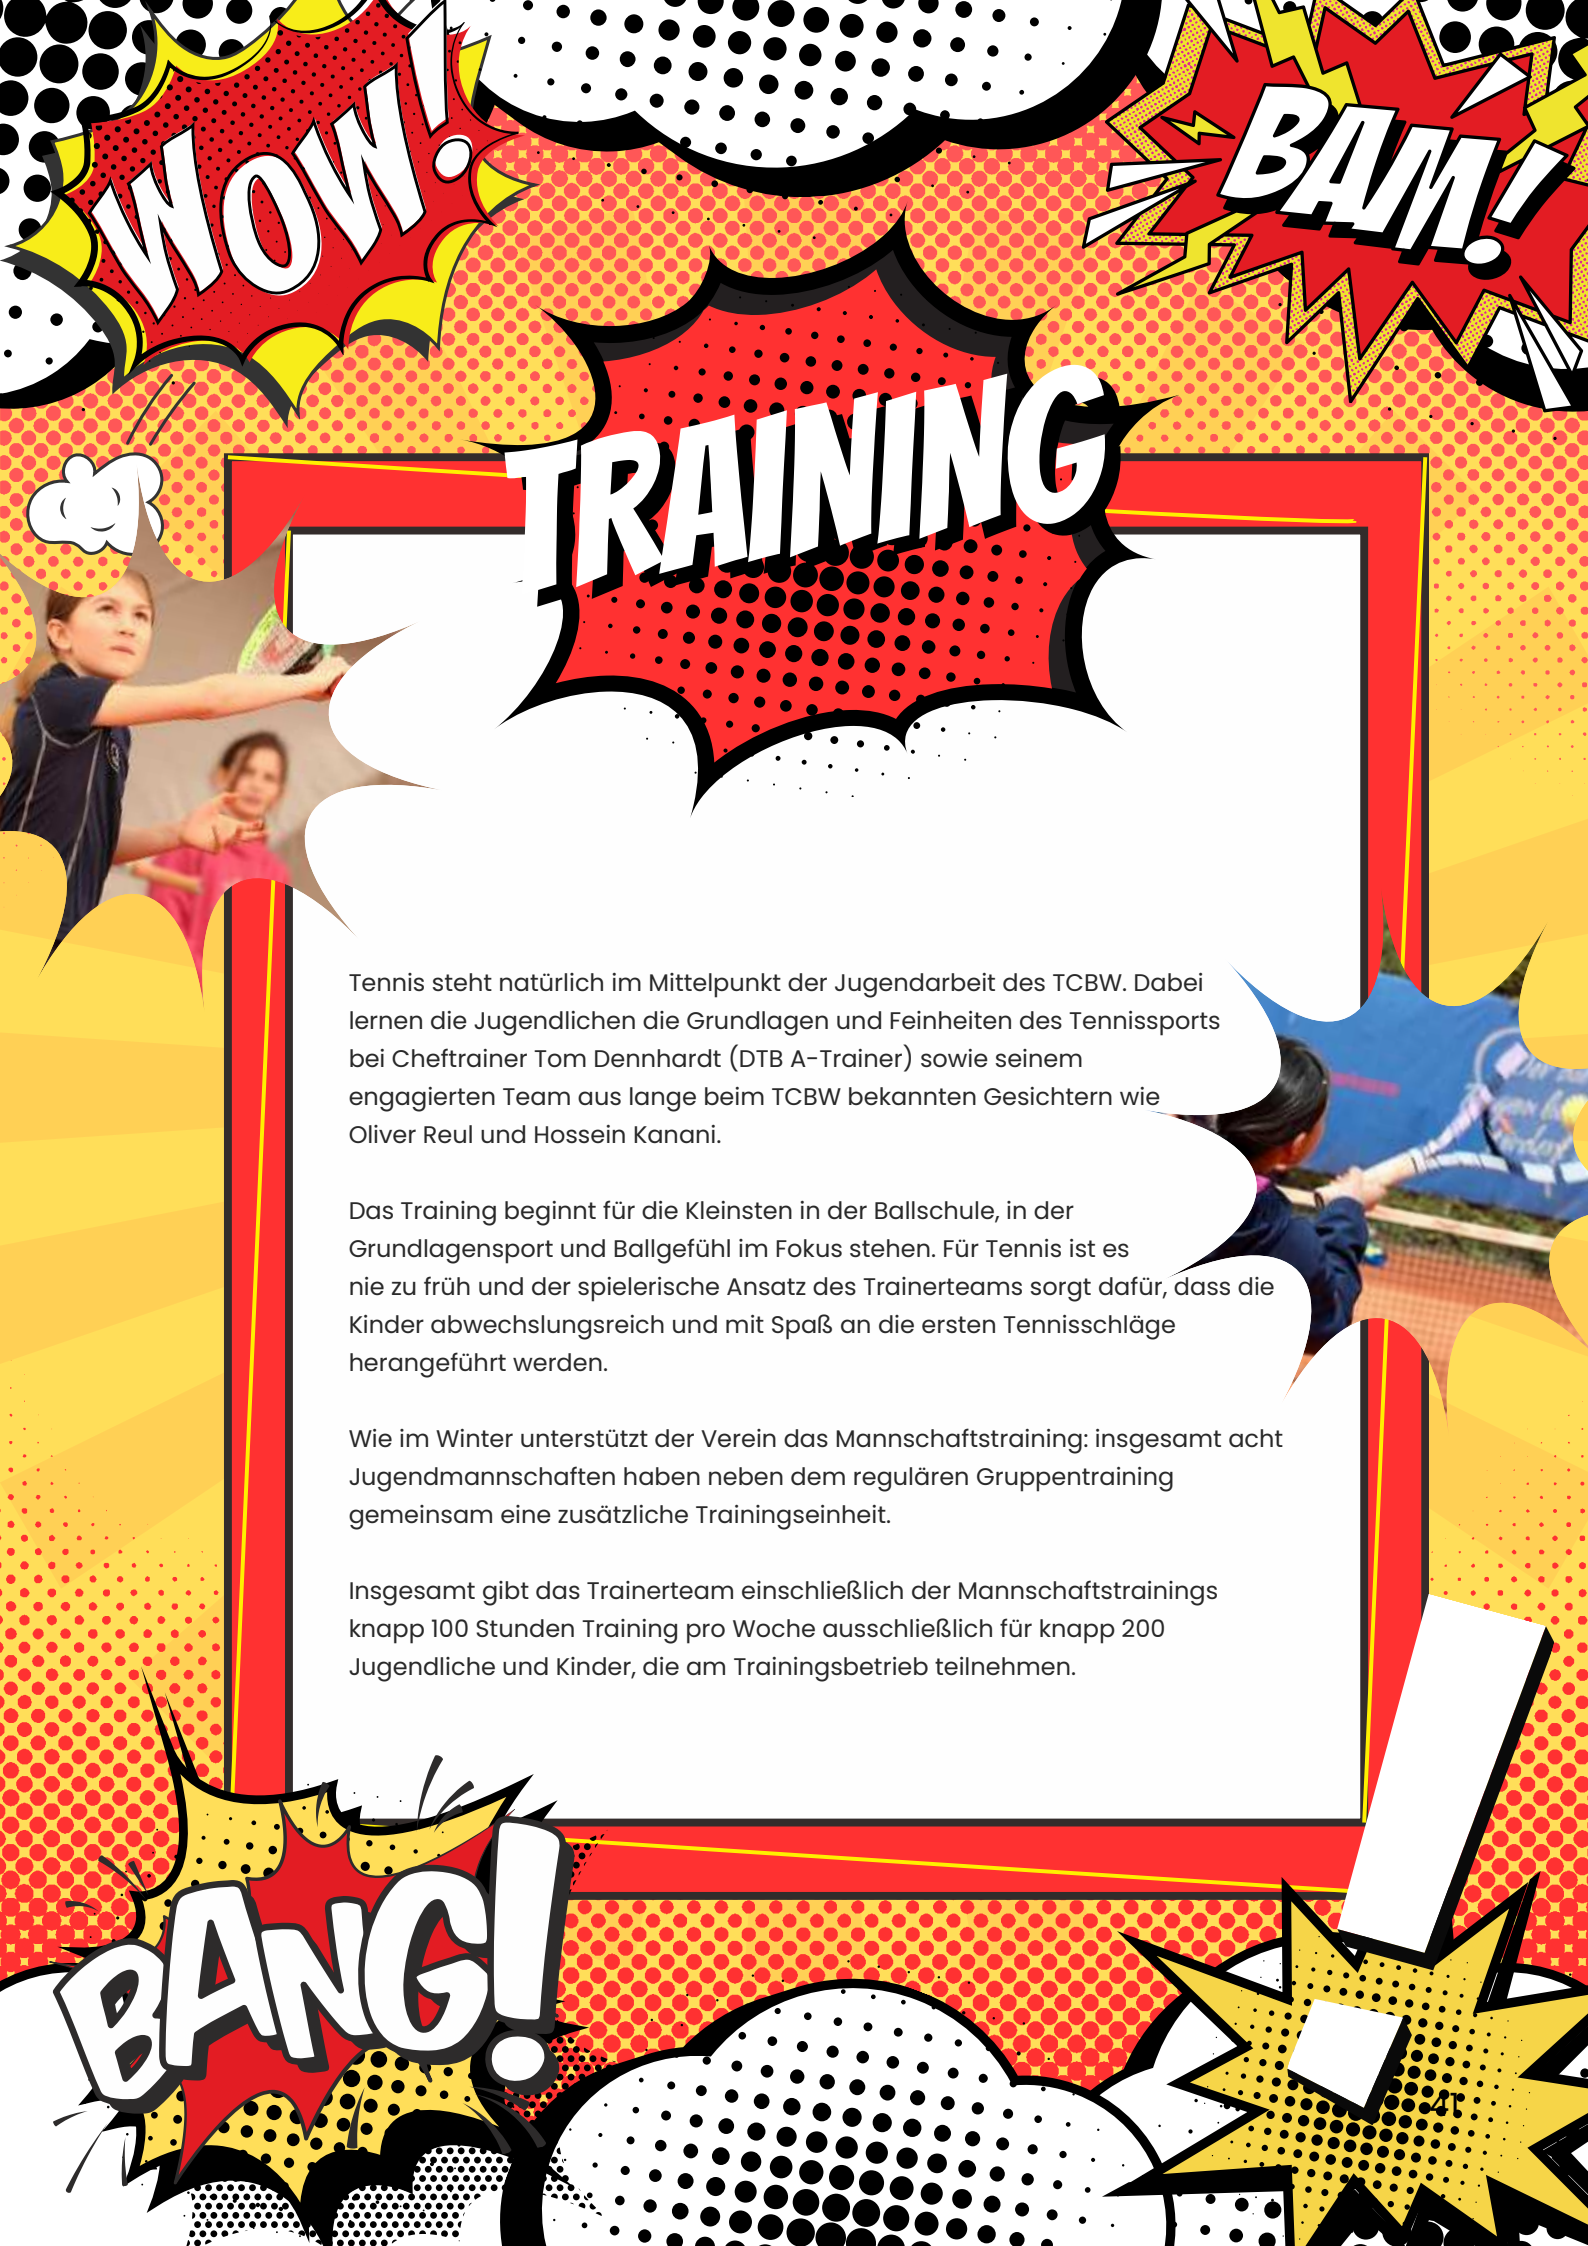 WOW!
BAM!
TRAINING
Tennis steht natürlich im Mittelpunkt der Jugendarbeit des TCBW. Dabei
lernen die Jugendlichen die Grundlagen und Feinheiten des Tennissports
bei Cheftrainer Tom Dennhardt (DTB A-Trainer) sowie seinem
engagierten Team aus lange beim TCBW bekannten Gesichtern wie
Oliver Reul und Hossein Kanani.
Das Training beginnt für die Kleinsten in der Ballschule, in der
Grundlagensport und Ballgefühl im Fokus stehen. Für Tennis ist es
nie zu früh und der spielerische Ansatz des Trainerteams sorgt dafür, dass die
Kinder abwechslungsreich und mit Spaß an die ersten Tennisschläge
herangeführt werden.
Wie im Winter unterstützt der Verein das Mannschaftstraining: insgesamt acht
Jugendmannschaften haben neben dem regulären Gruppentraining
gemeinsam eine zusätzliche Trainingseinheit.
Insgesamt gibt das Trainerteam einschließlich der Mannschaftstrainings
knapp 100 Stunden Training pro Woche ausschließlich für knapp 200
Jugendliche und Kinder, die am Trainingsbetrieb teilnehmen.
BANG!
!
41